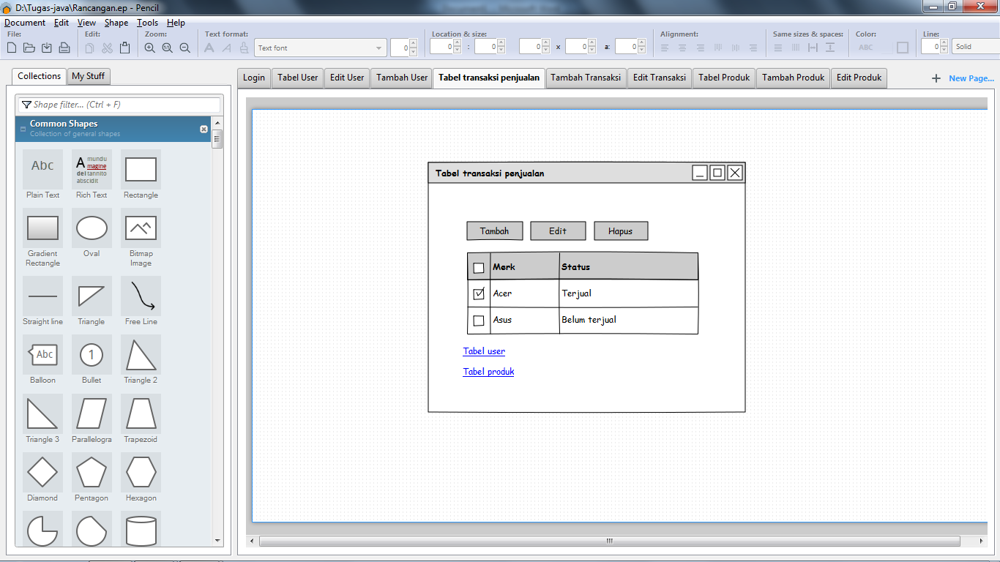 D:\Tugas-java\Rancangan.ep - Pencil
Document Edit View Shape Tools Help
File: Edit: Zoom: Text format: Location & size: Alignment: Same sizes & spaces: Color: Line:
Text font 0 0 : 0 0 x 0 a: 0 ABC 0 Solid
Collections My Stuff
Login Tabel User Edit User Tambah User Tabel transaksi penjualan Tambah Transaksi Edit Transaksi Tabel Produk Tambah Produk Edit Produk + New Page...
Shape filter... (Ctrl + F)
Common Shapes
Collection of general shapes
Abc
A mundu
magine
del tannito
abscidit
Plain Text Rich Text Rectangle
Gradient Rectangle Oval Bitmap Image
Straight line Triangle Free Line
Abc 1
Balloon Bullet Triangle 2
Triangle 3 Parallelogra Trapezoid
Diamond Pentagon Hexagon
Tabel transaksi penjualan
Tambah Edit Hapus
Merk Status
Acer Terjual
Asus Belum terjual
Tabel user
Tabel produk